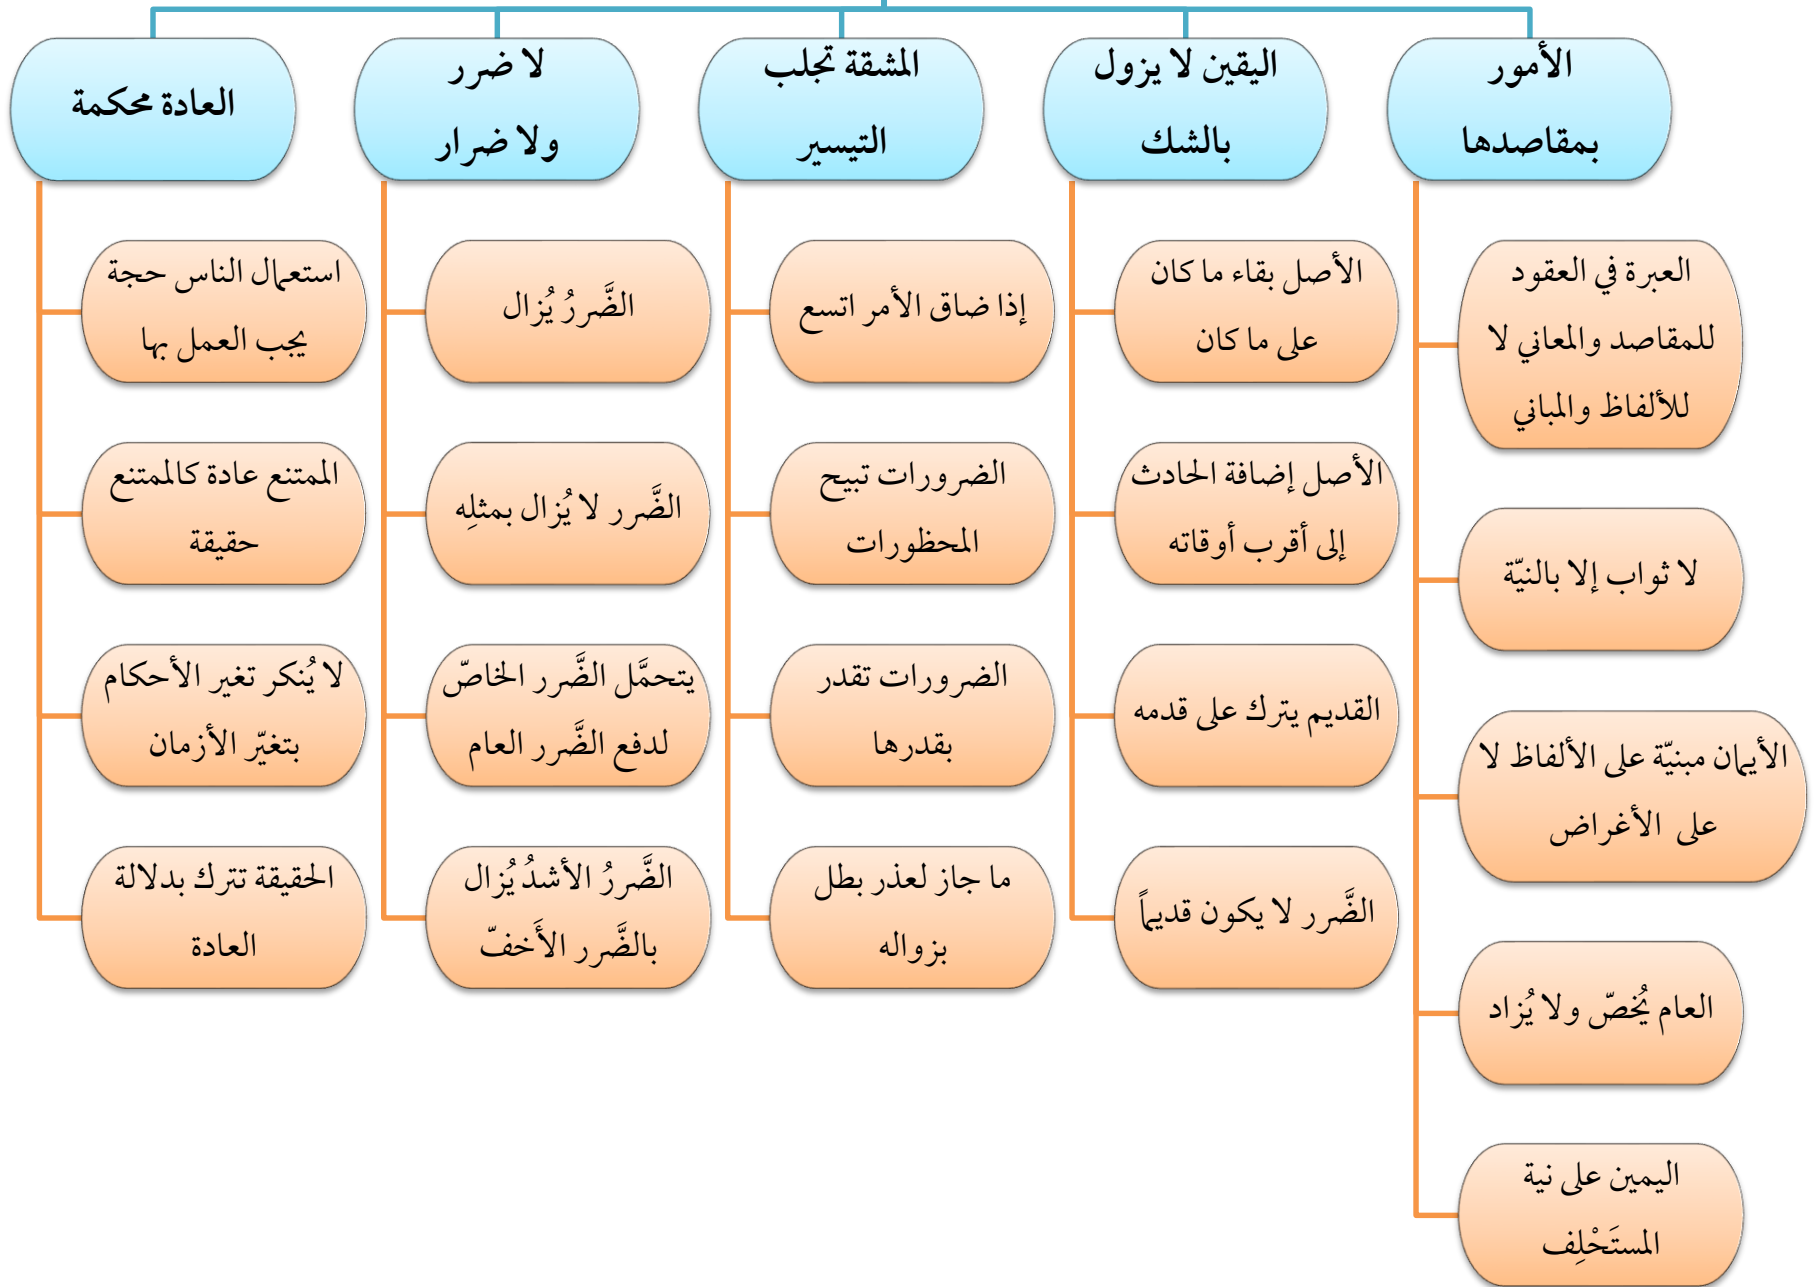 الأمور
بمقاصدها
العبرة في العقود
للمقاصد والمعاني لا
للألفاظ والمباني
لا ثواب إلا بالنيّة
الأيمان مبنيّة على الألفاظ لا
على الأغراض
العام يُخصّ ولا يُزاد
اليمين على نية
المستَحْلِف
اليقين لا يزول
بالشك
الأصل بقاء ما كان
على ما كان
الأصل إضافة الحادث
إلى أقرب أوقاته
القديم يترك على قدمه
الضَّرر لا يكون قديماً
المشقة تجلب
التيسير
إذا ضاق الأمر اتسع
الضرورات تبيح
المحظورات
الضرورات تقدر
بقدرها
ما جاز لعذر بطل
بزواله
لا ضرر
ولا ضرار
الضَّررُ يُزال
الضَّرر لا يُزال بمثلِه
يتحمَّل الضَّرر الخاصّ
لدفع الضَّرر العام
الضَّررُ الأشدُ يُزال
بالضَّرر الأَخفّ
العادة محكمة
استعمال الناس حجة
يجب العمل بها
الممتنع عادة كالممتنع
حقيقة
لا يُنكر تغير الأحكام
بتغيّر الأزمان
الحقيقة تترك بدلالة
العادة